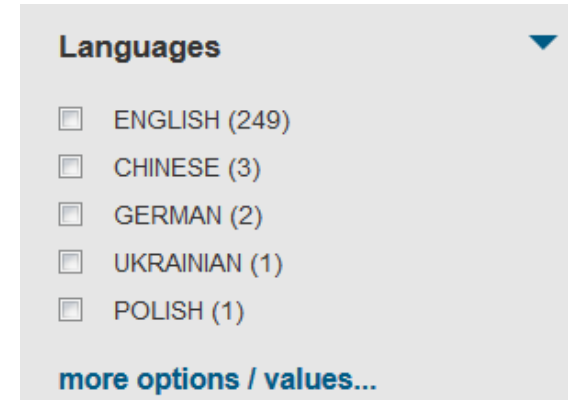 Languages
ENGLISH (249)
CHINESE (3)
GERMAN (2)
UKRAINIAN (1)
POLISH (1)
more options / values...